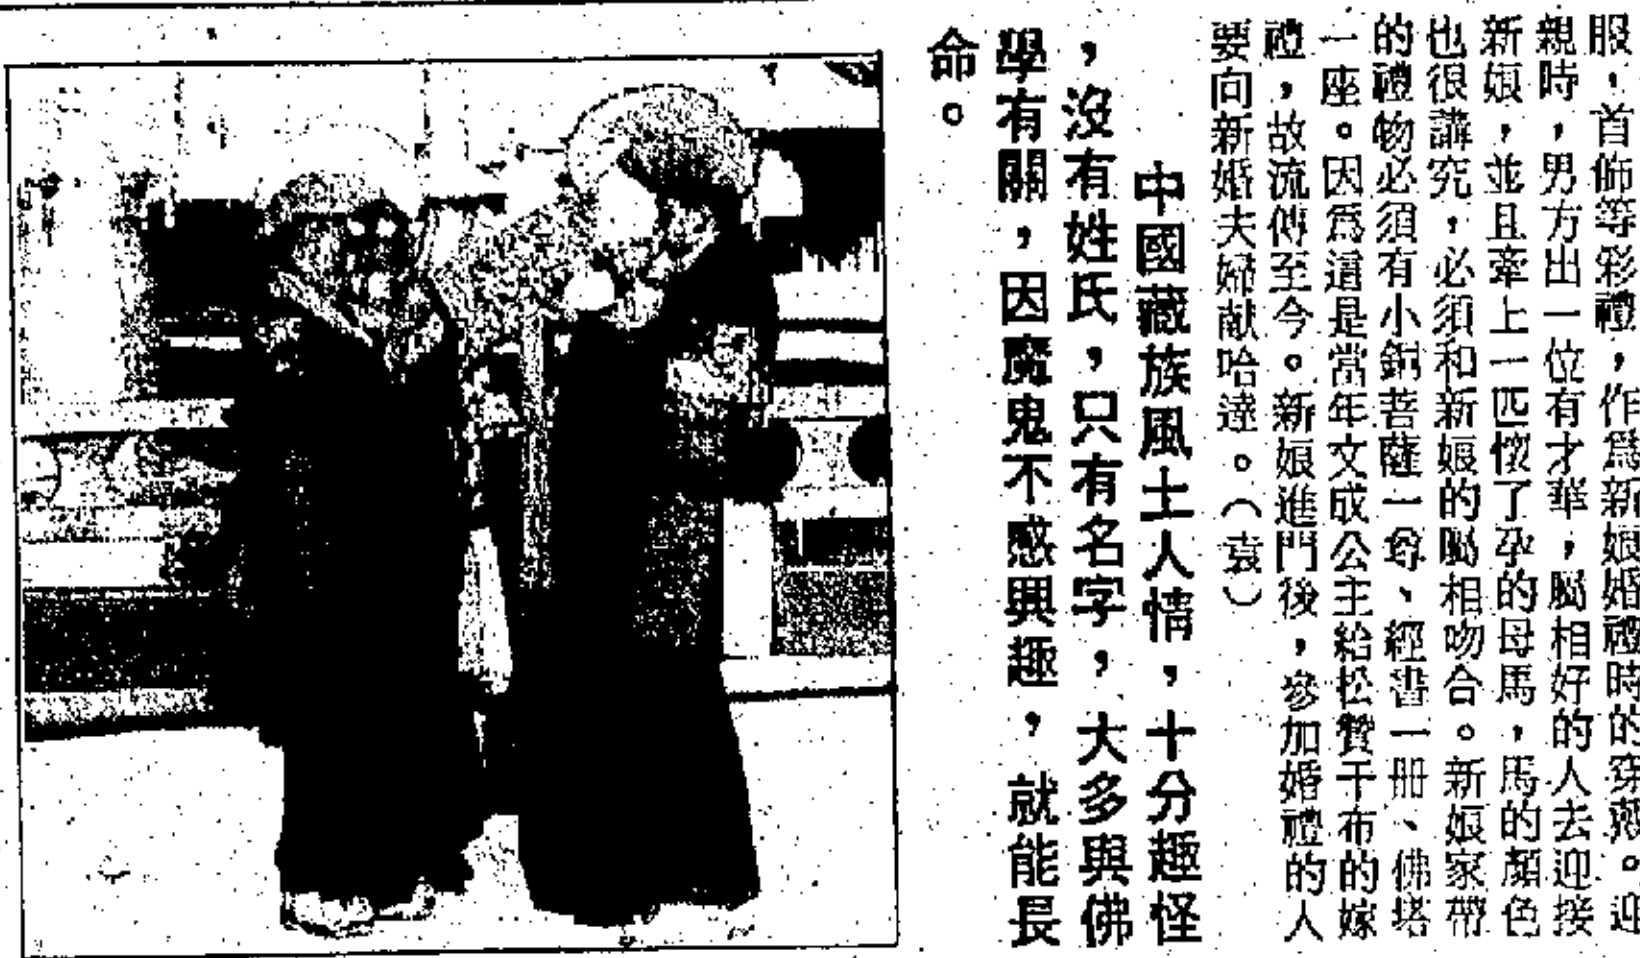 服，首飾等彩禮，作爲新娘婚禮時的穿戴。迎
親時，男方出一位有才華，屬相好的人去迎接
新娘，並且牽上一匹懷了孕的母馬，馬的顏色
也很講究，必須和新娘的屬相吻合。新娘家帶
的禮物必須有小銅菩薩一尊、經書一冊、佛塔
一座。因爲這是當年文成公主給松贊干布的嫁
禮，故流傳至今。新娘進門後，參加婚禮的人
要向新婚夫婦献哈達。（袁）
中國藏族風土人情，十分趣怪
，沒有姓氏，只有名字，大多與佛
學有關，因魔鬼不感興趣，就能長
命。